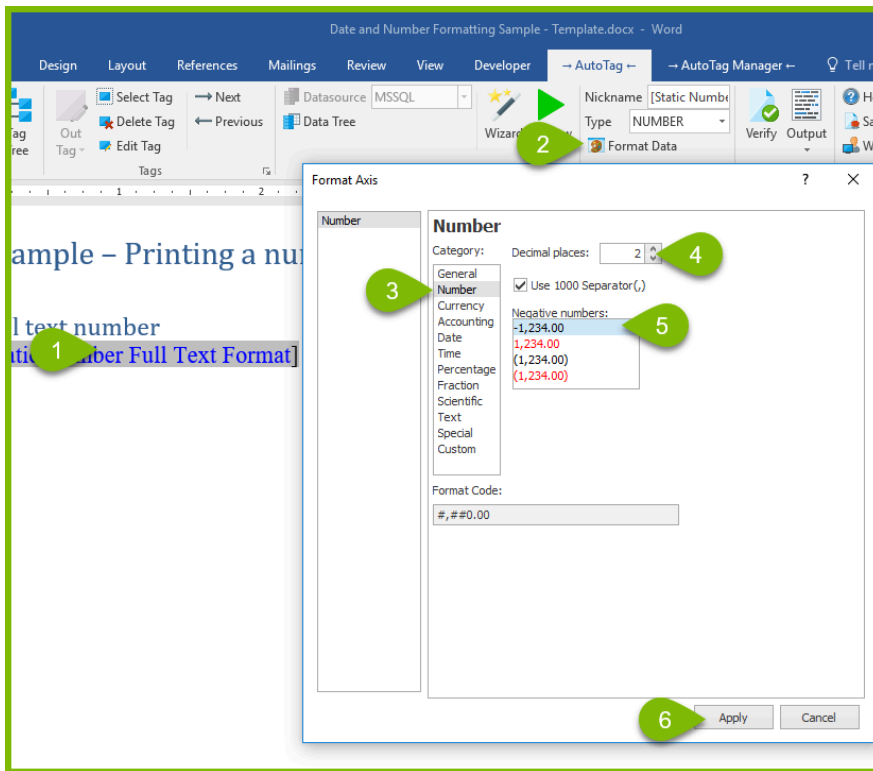 Date and Number Formatting Sample - Template.docx - Word
Design Layout References Mailings Review View Developer → AutoTag ← → AutoTag Manager ← Tell
Select Tag → Next Datasource MSSQL Nickname [Static Numbe
Out Delete Tag ← Previous Data Tree Type NUMBER Verify Output
Tag Edit Tag Wizard 2 Format Data
Tags
1 2
Format Axis ? ×
Number
Number
Category:
Decimal places: 2 4
General
Number
Currency
Accounting
Date
Time
Percentage
Fraction
Scientific
Text
Special
Custom
3
Use 1000 Separator(,)
Negative numbers:
-1,234.00 5
1,234.00
(1,234.00)
(1,234.00)
Format Code:
#,##0.00
6 Apply Cancel
ample – Printing a nu
l text number
1 ber Full Text Format]